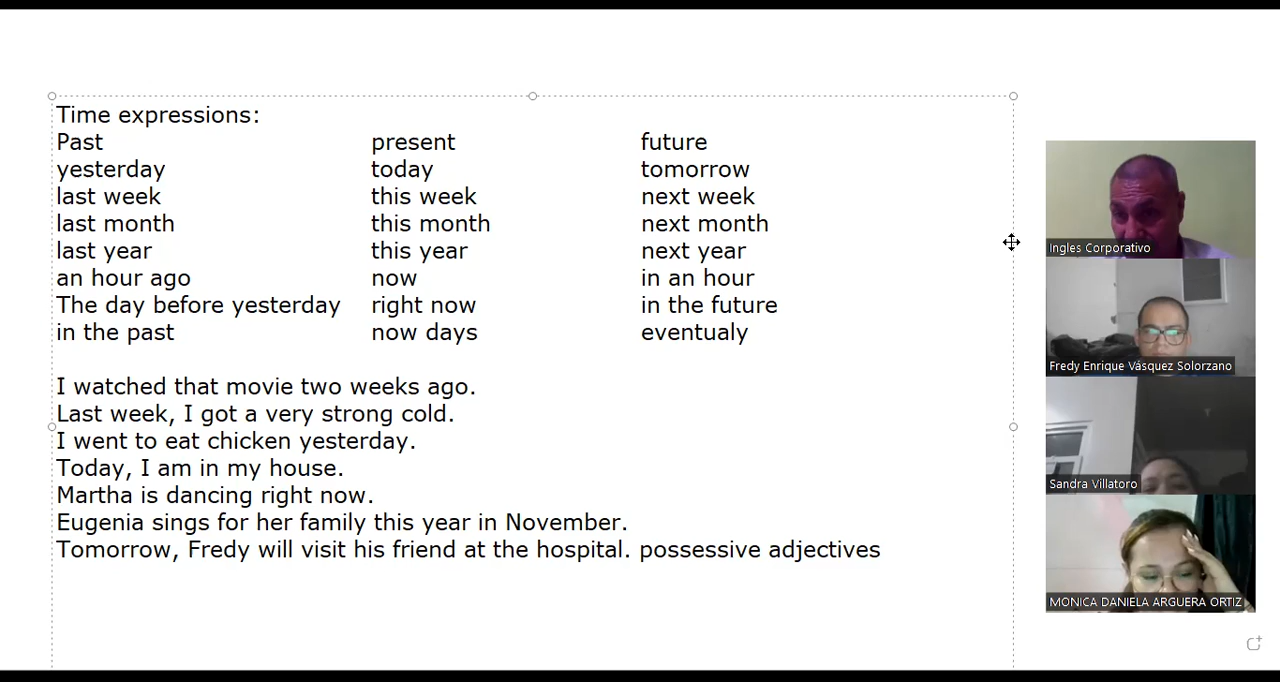 Time expressions:
Past present future
yesterday today tomorrow
last week this week next week
last month this month next month
last year this year next year
an hour ago now in an hour
The day before yesterday right now in the future
in the past now days eventualy
I watched that movie two weeks ago.
Last week, I got a very strong cold.
I went to eat chicken yesterday.
Today, I am in my house.
Martha is dancing right now.
Eugenia sings for her family this year in November.
Tomorrow, Fredy will visit his friend at the hospital. possessive adjectives
Ingles Corporativo
Fredy Enrique Vásquez Solorzano
Sandra Villatoro
MONICA DANIELA ARGUERA ORTIZ